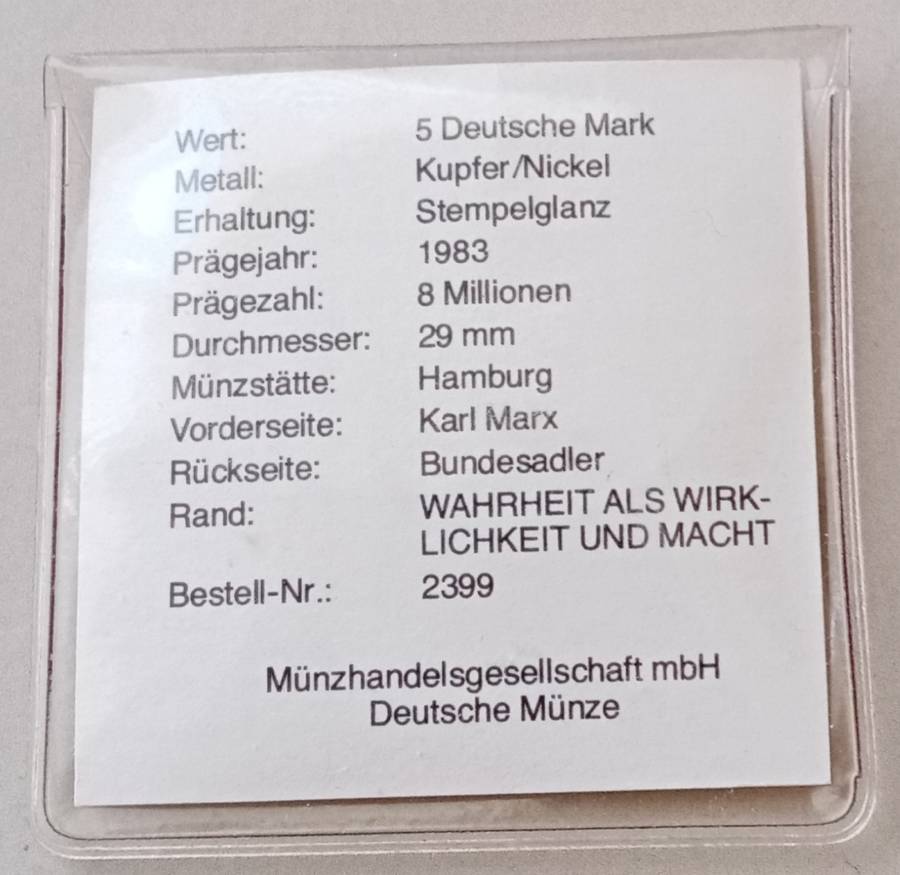 Wert: 5 Deutsche Mark
Metall: Kupfer/Nickel
Erhaltung: Stempelglanz
Prägejahr: 1983
Prägezahl: 8 Millionen
Durchmesser: 29 mm
Münzstätte: Hamburg
Vorderseite: Karl Marx
Rückseite: Bundesadler
Rand: WAHRHEIT ALS WIRK-
LICHKEIT UND MACHT
Bestell-Nr.: 2399
Münzhandelsgesellschaft mbH
Deutsche Münze